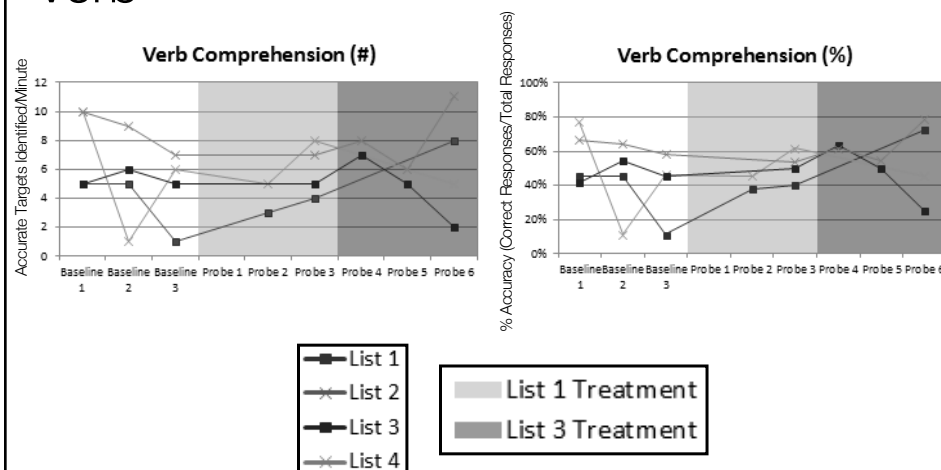 Verb Comprehension (#)
Accurate Targets Identified/Minute
12
10
8
6
4
2
0
Baseline 1
Baseline 2
Baseline 3
Probe 1
Probe 2
Probe 3
Probe 4
Probe 5
Probe 6
Verb Comprehension (%)
% Accuracy (Correct Responses/Total Responses)
100%
80%
60%
40%
20%
0%
Baseline 1
Baseline 2
Baseline 3
Probe 1
Probe 2
Probe 3
Probe 4
Probe 5
Probe 6
List 1
List 2
List 3
List 4
List 1 Treatment
List 3 Treatment